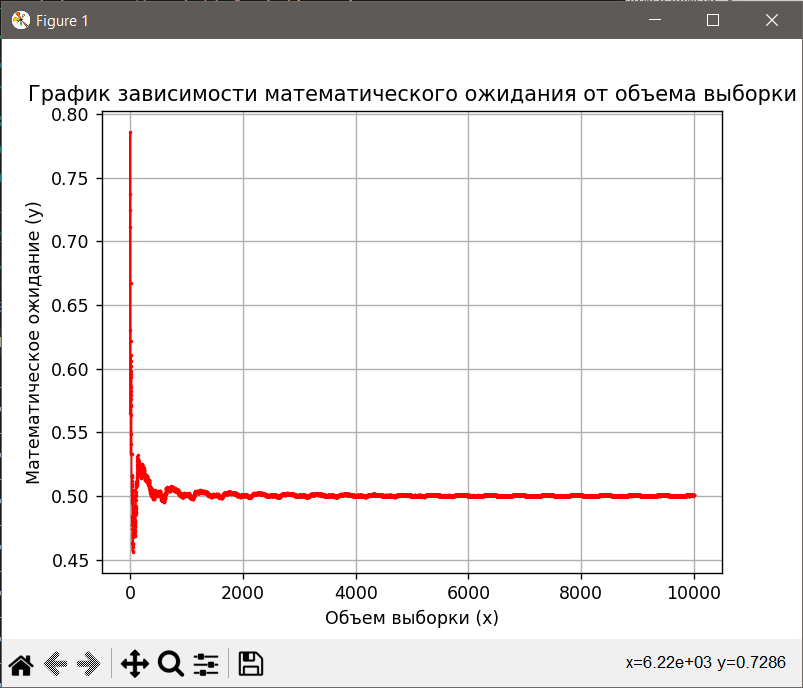 Figure 1
График зависимости математического ожидания от объема выборки
0.80
0.75
0.70
0.65
0.60
0.55
0.50
0.45
Математическое ожидание (y)
0 2000 4000 6000 8000 10000
Объем выборки (x)
x=6.22e+03 y=0.7286